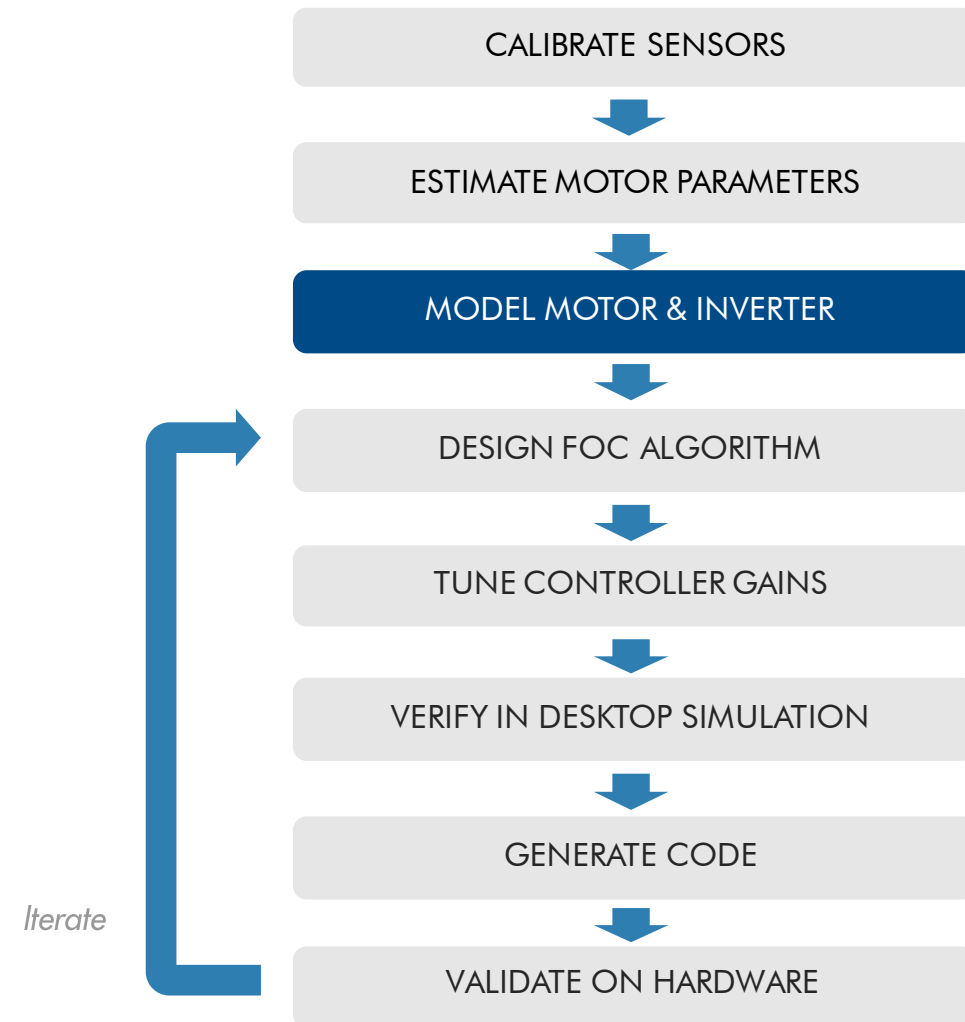 CALIBRATE SENSORS
ESTIMATE MOTOR PARAMETERS
MODEL MOTOR & INVERTER
DESIGN FOC ALGORITHM
TUNE CONTROLLER GAINS
VERIFY IN DESKTOP SIMULATION
GENERATE CODE
Iterate
VALIDATE ON HARDWARE